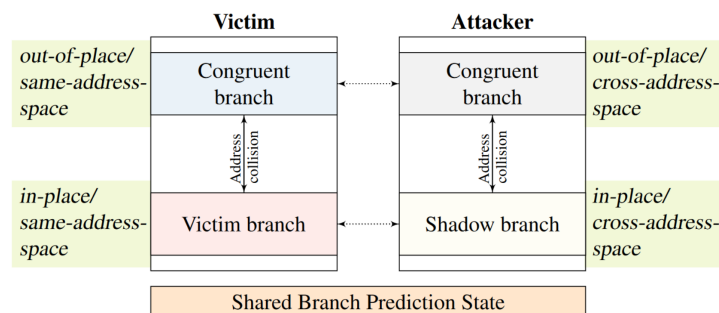 Victim
Attacker
out-of-place/
same-address-
space
Congruent
branch
Congruent
branch
out-of-place/
cross-address-
space
Address
collision
Address
collision
in-place/
same-address-
space
Victim branch
Shadow branch
in-place/
cross-address-
space
Shared Branch Prediction State